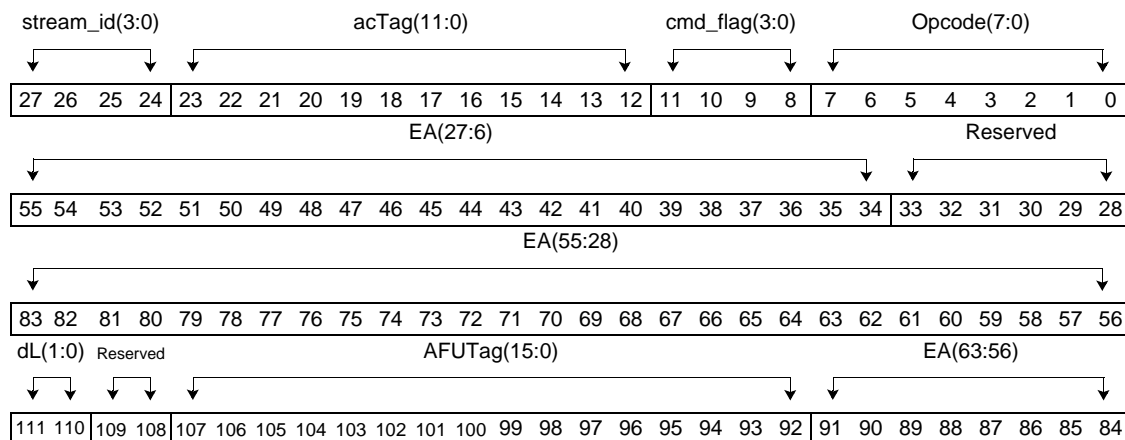 stream_id(3:0) acTag(11:0) cmd_flag(3:0) Opcode(7:0)
27 26 25 24 23 22 21 20 19 18 17 16 15 14 13 12 11 10 9 8 7 6 5 4 3 2 1 0
EA(27:6) Reserved
55 54 53 52 51 50 49 48 47 46 45 44 43 42 41 40 39 38 37 36 35 34 33 32 31 30 29 28
EA(55:28)
83 82 81 80 79 78 77 76 75 74 73 72 71 70 69 68 67 66 65 64 63 62 61 60 59 58 57 56
dL(1:0) Reserved AFUTag(15:0) EA(63:56)
111 110 109 108 107 106 105 104 103 102 101 100 99 98 97 96 95 94 93 92 91 90 89 88 87 86 85 84